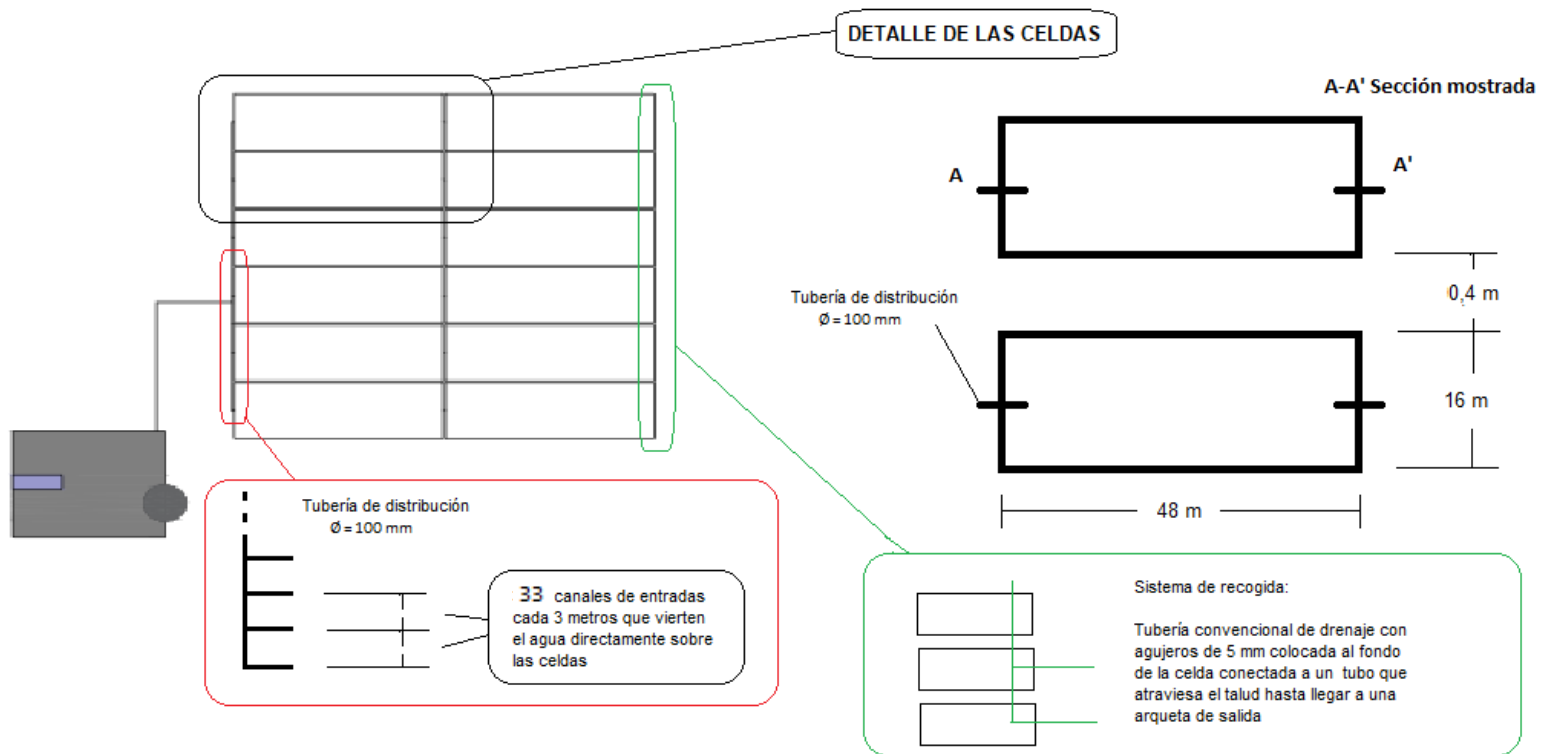 DETALLE DE LAS CELDAS
A-A' Sección mostrada
A
A'
Tubería de distribución
Ø = 100 mm
0,4 m
16 m
48 m
Tubería de distribución
Ø = 100 mm
33 canales de entradas
cada 3 metros que vierten
el agua directamente sobre
las celdas
Sistema de recogida:
Tubería convencional de drenaje con
agujeros de 5 mm colocada al fondo
de la celda conectada a un tubo que
atraviesa el talud hasta llegar a una
arqueta de salida